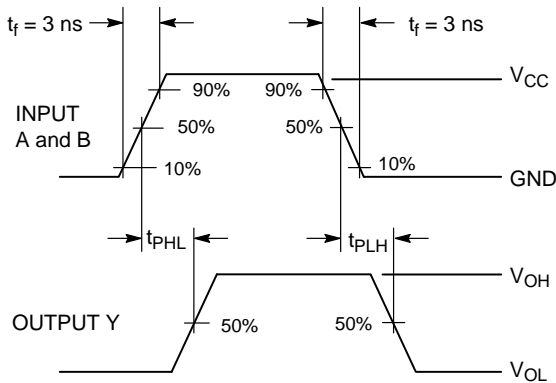 tf = 3 ns
tf = 3 ns
INPUT
A and B
90%
50%
10%
90%
50%
10%
VCC
GND
tPHL
tPLH
OUTPUT Y
50%
50%
VOH
VOL